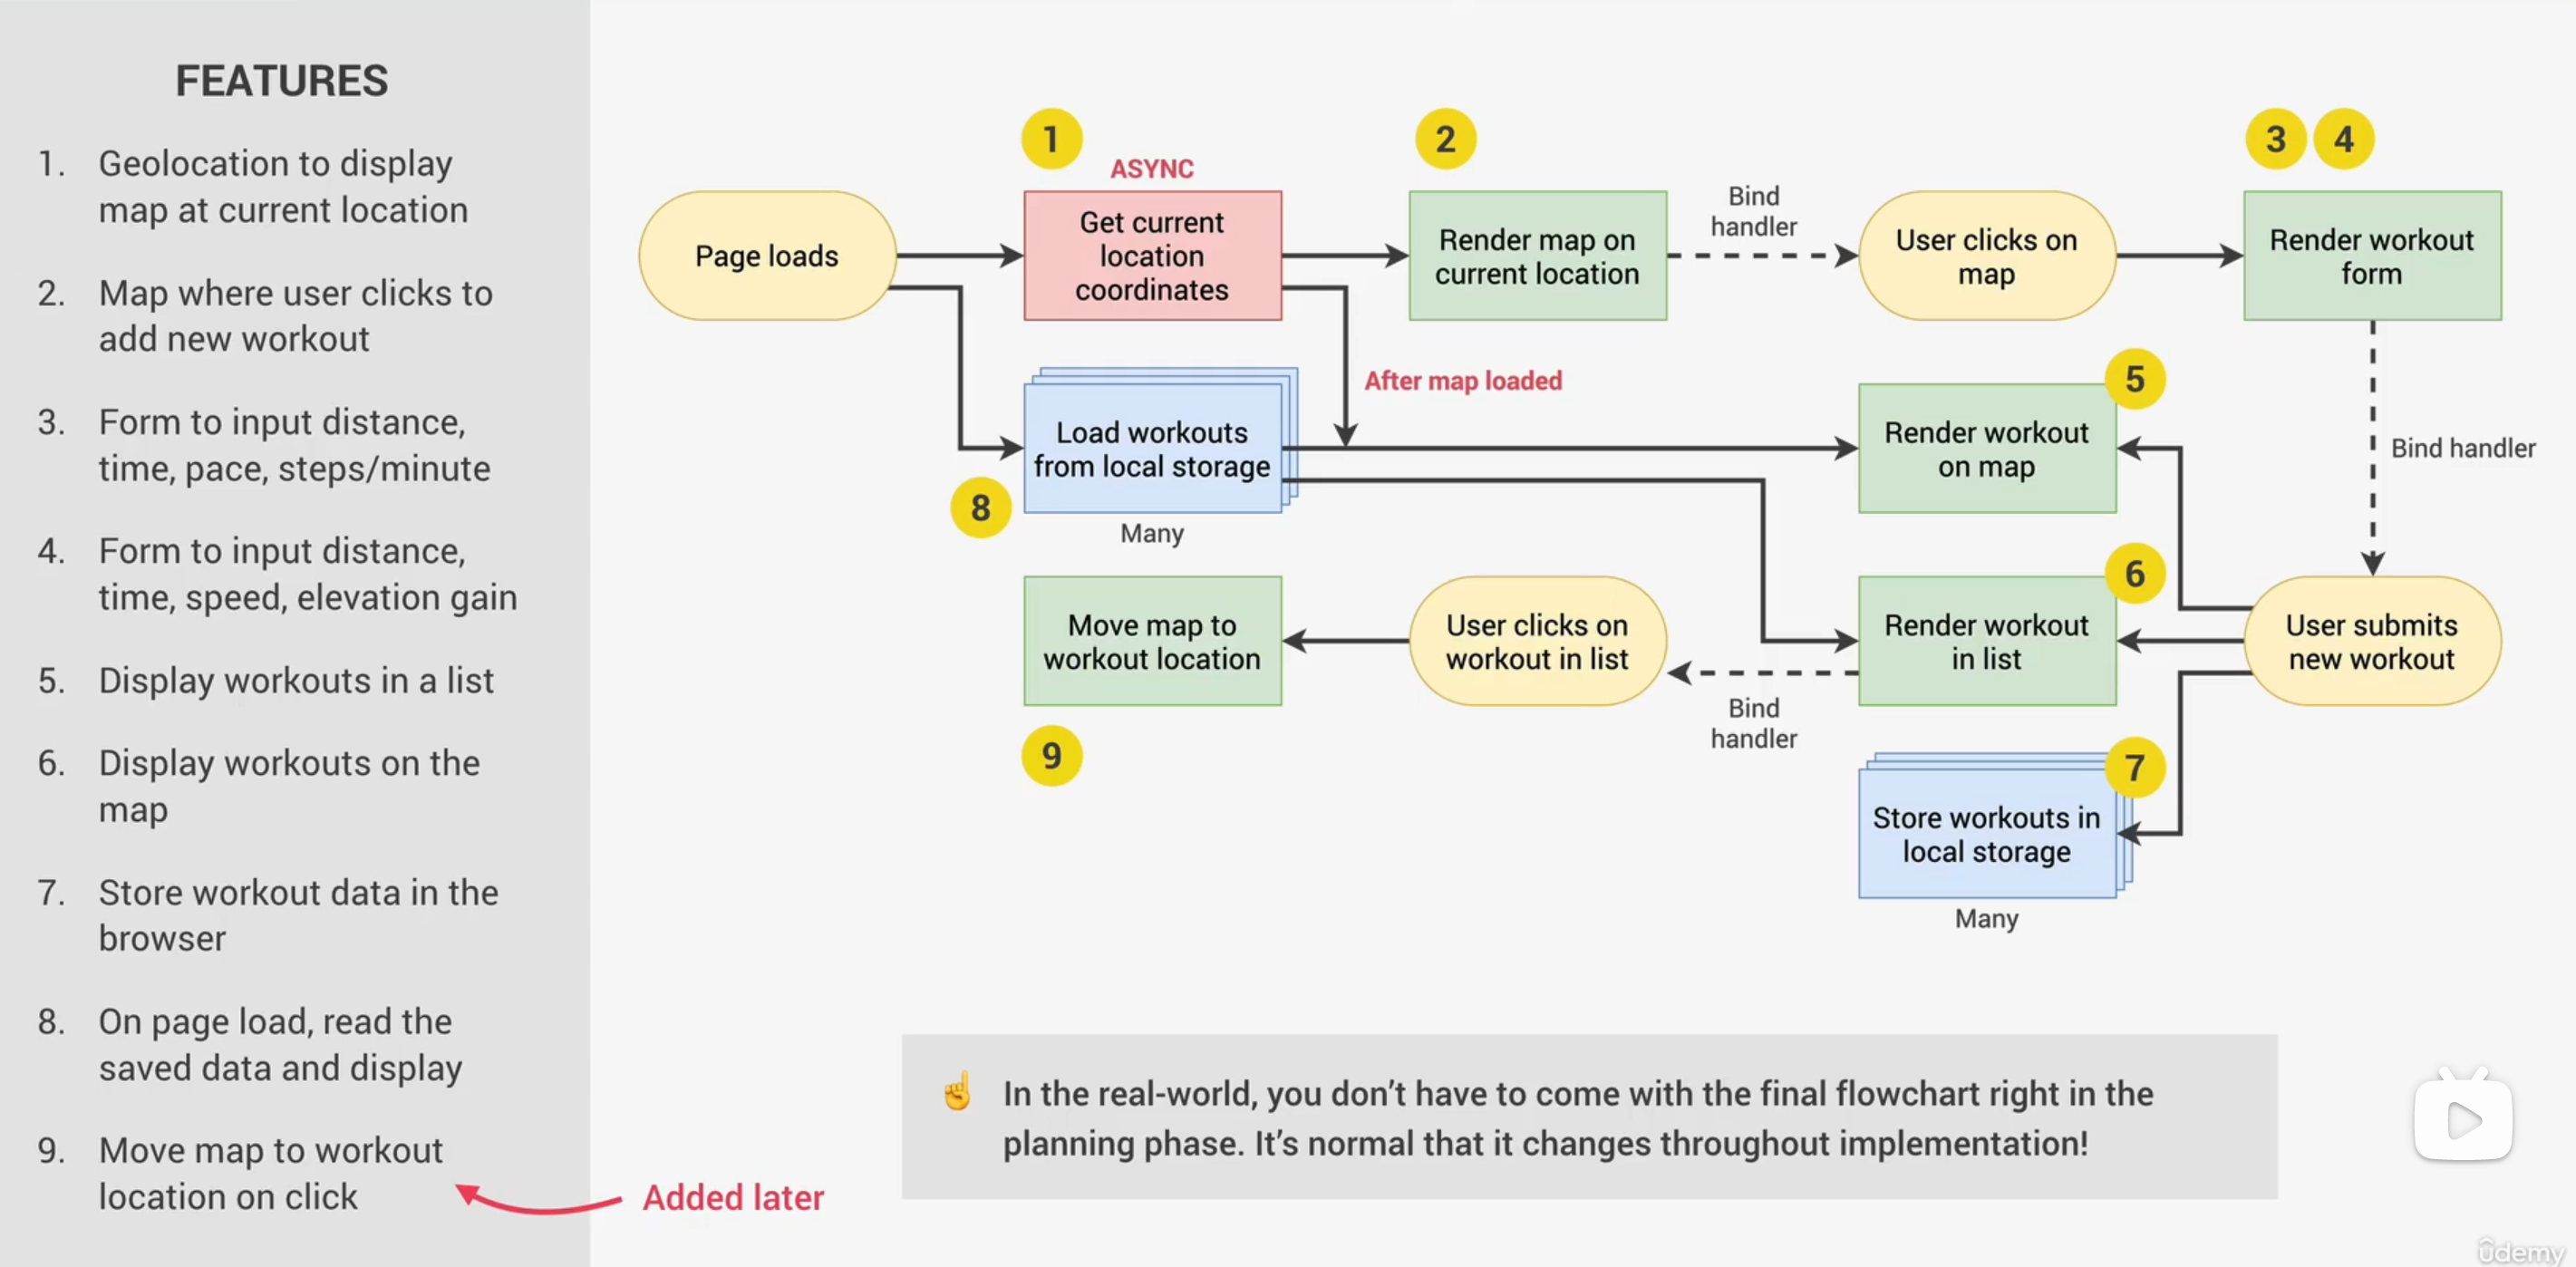 FEATURES
1. Geolocation to display
map at current location
2. Map where user clicks to
add new workout
3. Form to input distance,
time, pace, steps/minute
4. Form to input distance,
time, speed, elevation gain
5. Display workouts in a list
6. Display workouts on the
map
7. Store workout data in the
browser
8. On page load, read the
saved data and display
9. Move map to workout
location on click
Added later
1
ASYNC
2
3
4
Page loads
Get current
location
coordinates
Render map on
current location
Bind
handler
User clicks on
map
Render workout
form
After map loaded
5
Load workouts
from local storage
8
Many
Render workout
on map
Bind handler
6
Move map to
workout location
9
User clicks on
workout in list
Bind
handler
Render workout
in list
User submits
new workout
7
Store workouts in
local storage
Many
☝ In the real-world, you don’t have to come with the final flowchart right in the
planning phase. It’s normal that it changes throughout implementation!
ûdemy